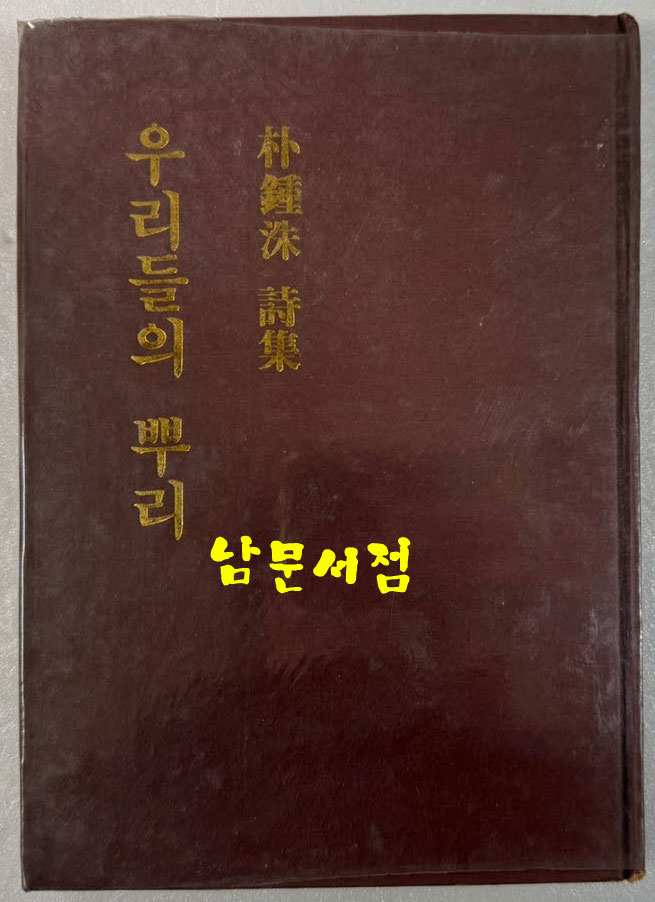 朴鍾洙 詩集
우리들의 뿌리
남문서점